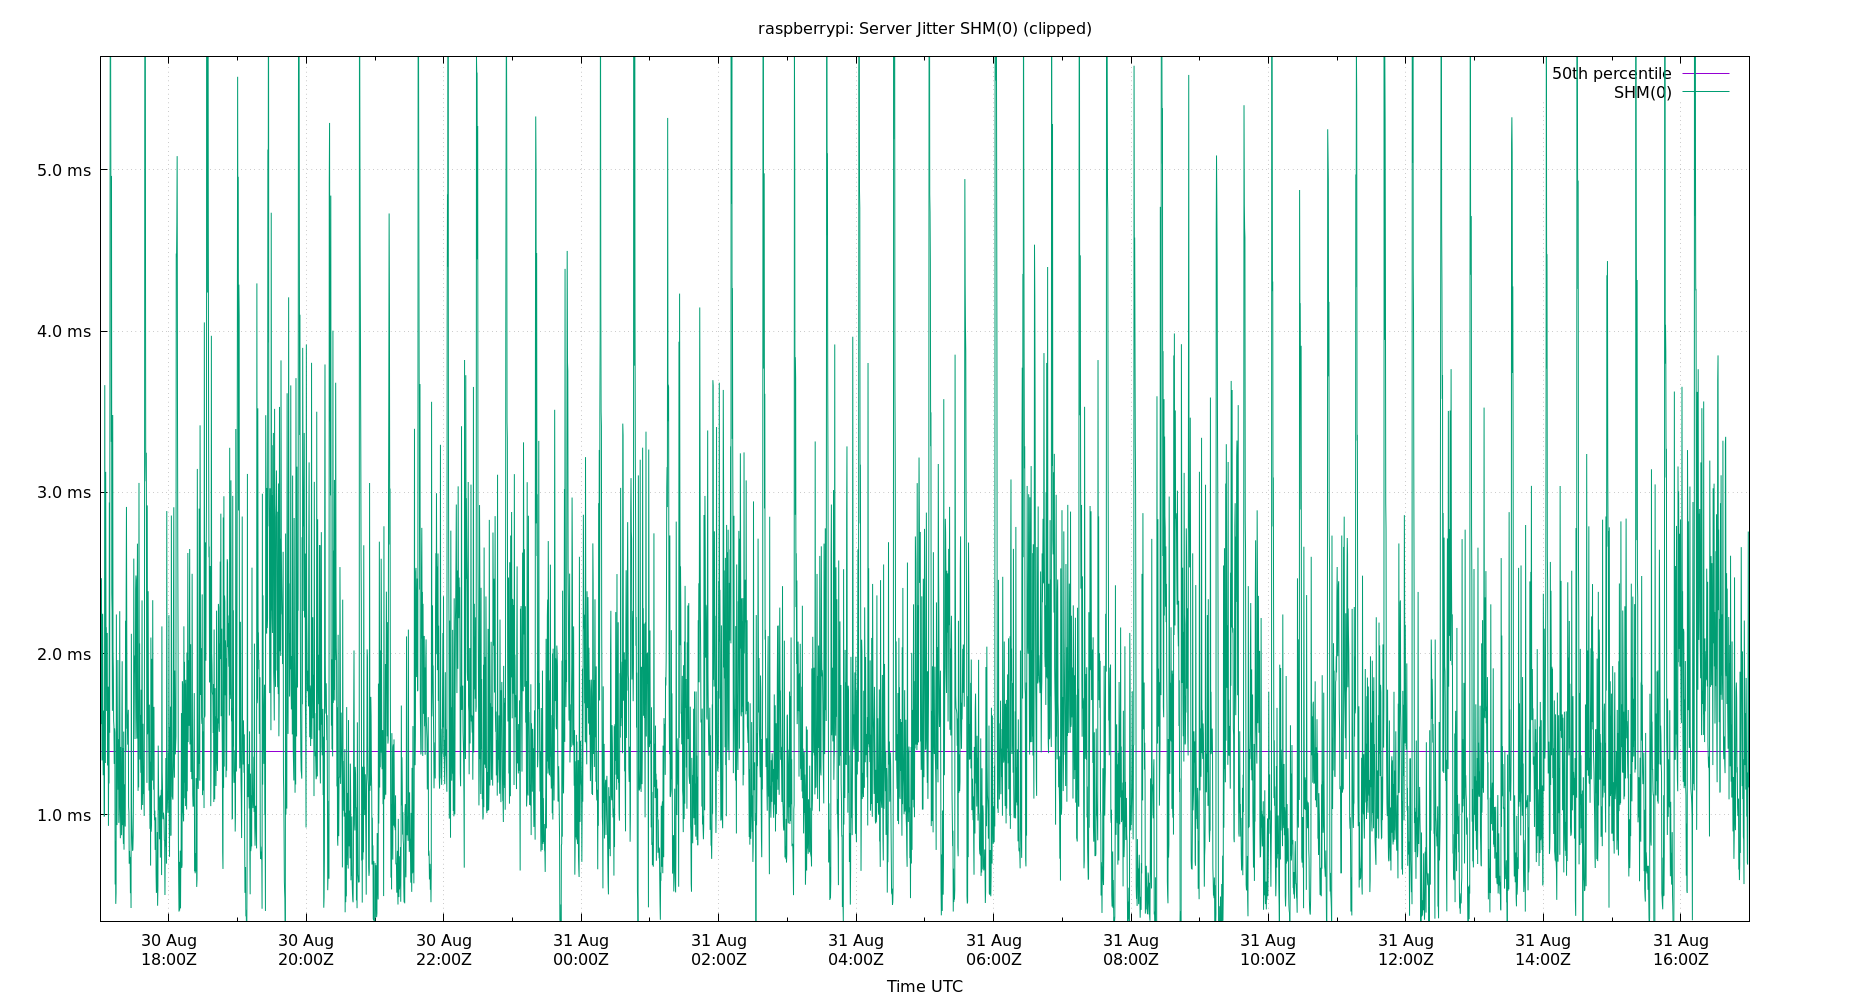 raspberrypi: Server Jitter SHM(0) (clipped)
50th percentile
SHM(0)
5.0 ms
4.0 ms
3.0 ms
2.0 ms
1.0 ms
30 Aug 30 Aug 30 Aug 31 Aug 31 Aug 31 Aug 31 Aug 31 Aug 31 Aug 31 Aug 31 Aug 31 Aug
18:00Z 20:00Z 22:00Z 00:00Z 02:00Z 04:00Z 06:00Z 08:00Z 10:00Z 12:00Z 14:00Z 16:00Z
Time UTC